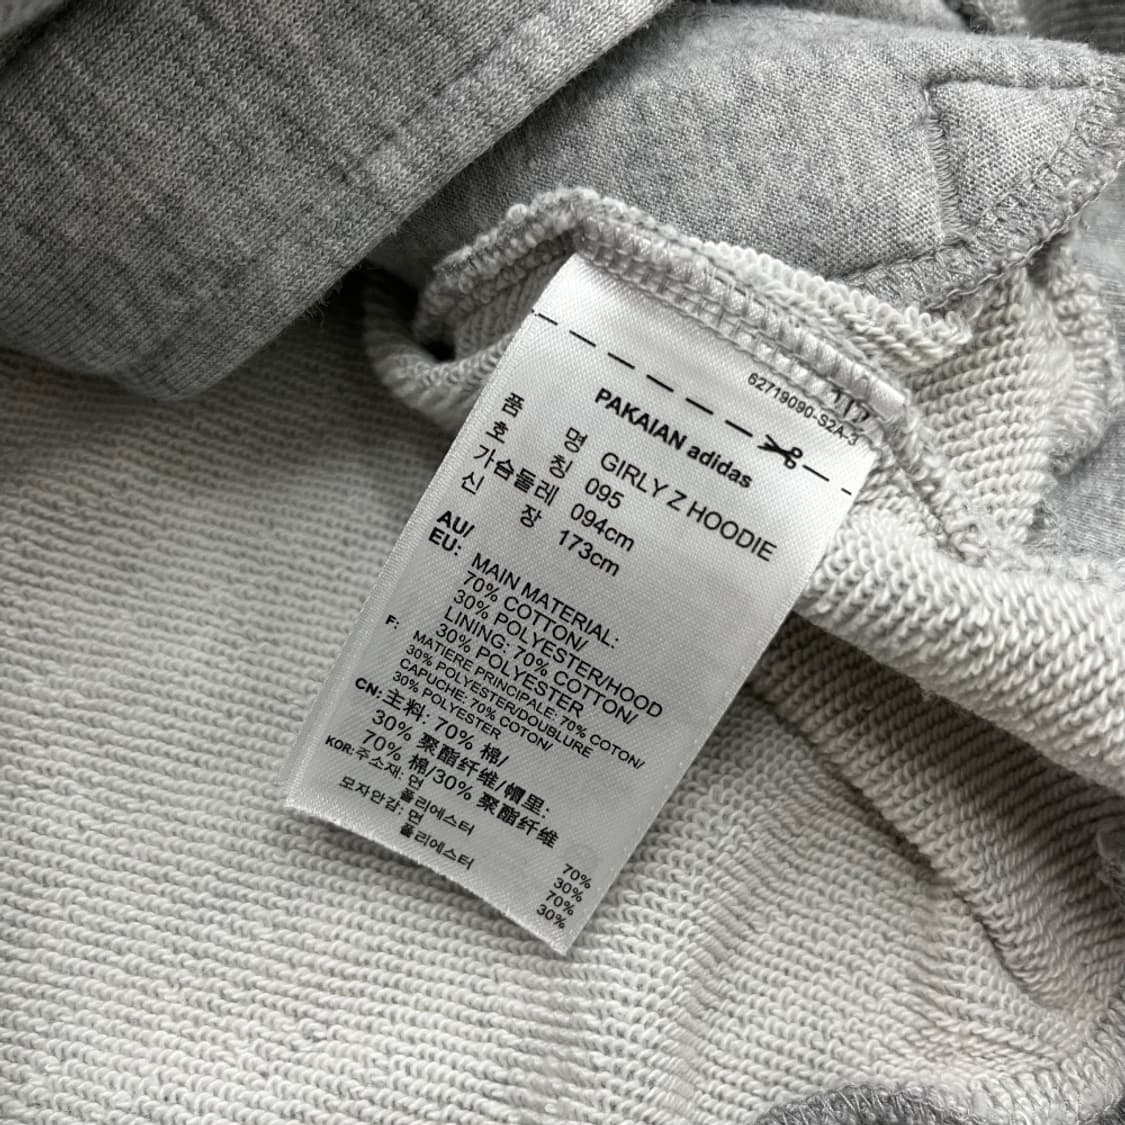 62719090-S2A-3
PAKAIAN adidas
품 명 GIRLY Z HOODIE
호 칭 095
가슴둘레 094cm
신 장 173cm
AU/
EU: MAIN MATERIAL:
70% COTTON/
30% POLYESTER/HOOD
LINING: 70% COTTON/
30% POLYESTER
F: MATIERE PRINCIPALE: 70% COTON/
30% POLYESTER/DOUBLURE
CAPUCHE: 70% COTON/
30% POLYESTER
CN: 主料: 70% 棉/
30% 聚酯纤维/帽里:
70% 棉/30% 聚酯纤维
KOR: 주소재: 면 70%
폴리에스터 30%
모자안감: 면 70%
폴리에스터 30%